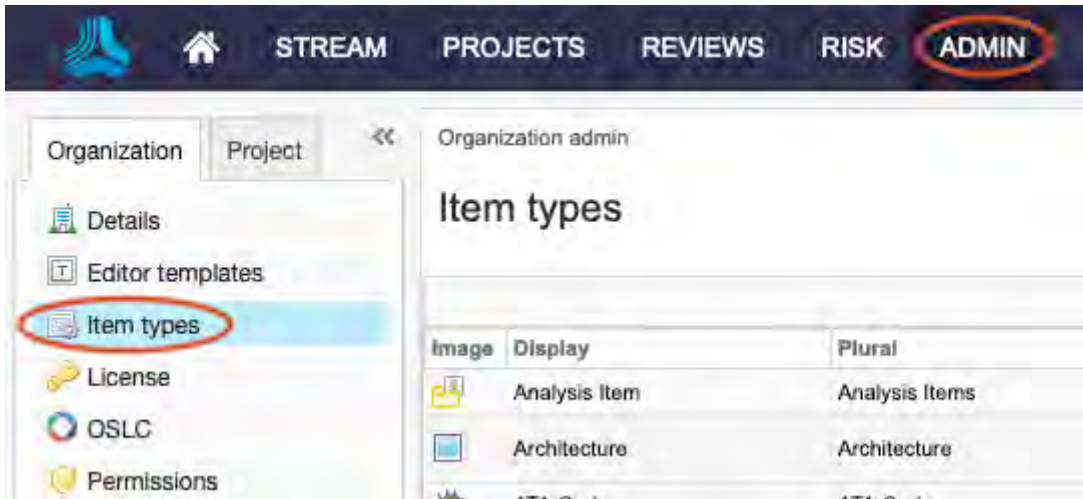 STREAM PROJECTS REVIEWS RISK ADMIN
Organization Project
Details
Editor templates
Item types
License
OSLC
Permissions
Organization admin
Item types
Image Display Plural
Analysis Item Analysis Items
Architecture Architecture